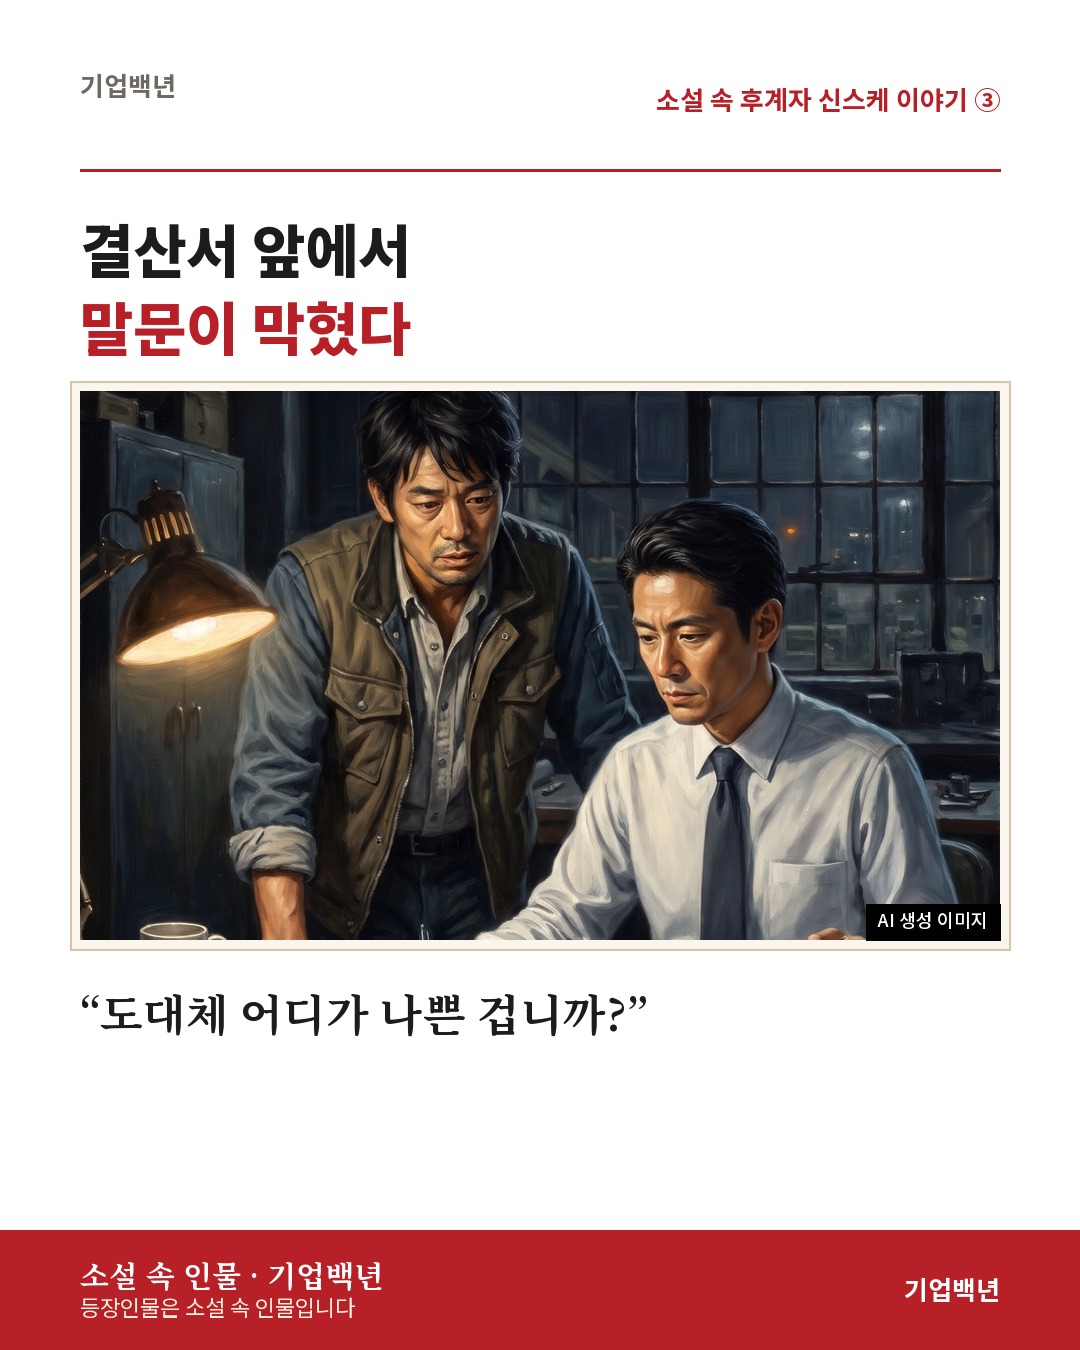 기업백년
소설 속 후계자 신스케 이야기 ③
결산서 앞에서
말문이 막혔다
AI 생성 이미지
“도대체 어디가 나쁜 겁니까?”
소설 속 인물 · 기업백년
등장인물은 소설 속 인물입니다
기업백년